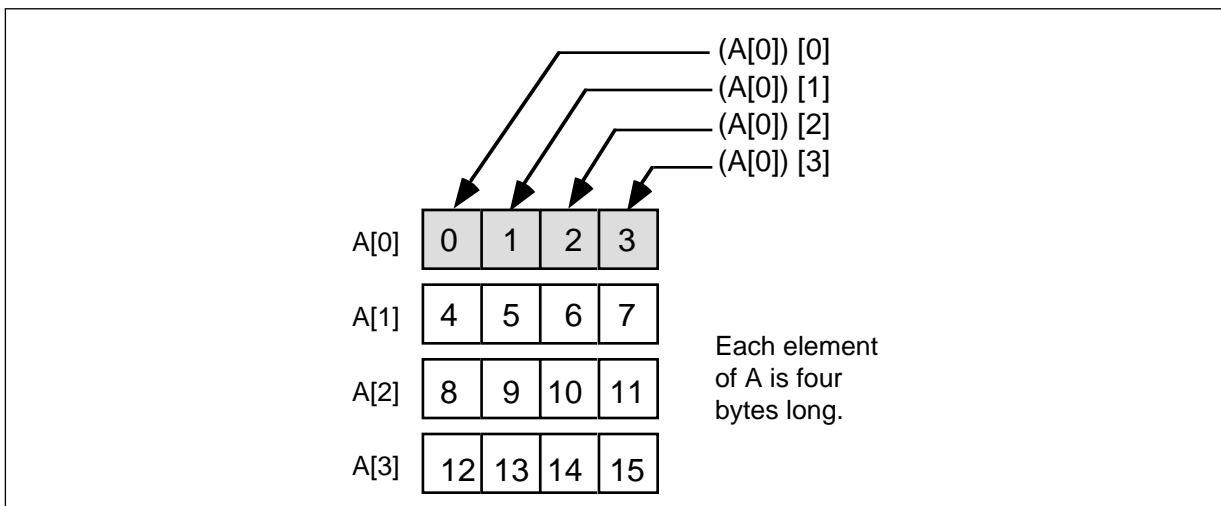 (A[0]) [0]
(A[0]) [1]
(A[0]) [2]
(A[0]) [3]
A[0] 0 1 2 3
A[1] 4 5 6 7
A[2] 8 9 10 11
A[3] 12 13 14 15
Each element
of A is four
bytes long.